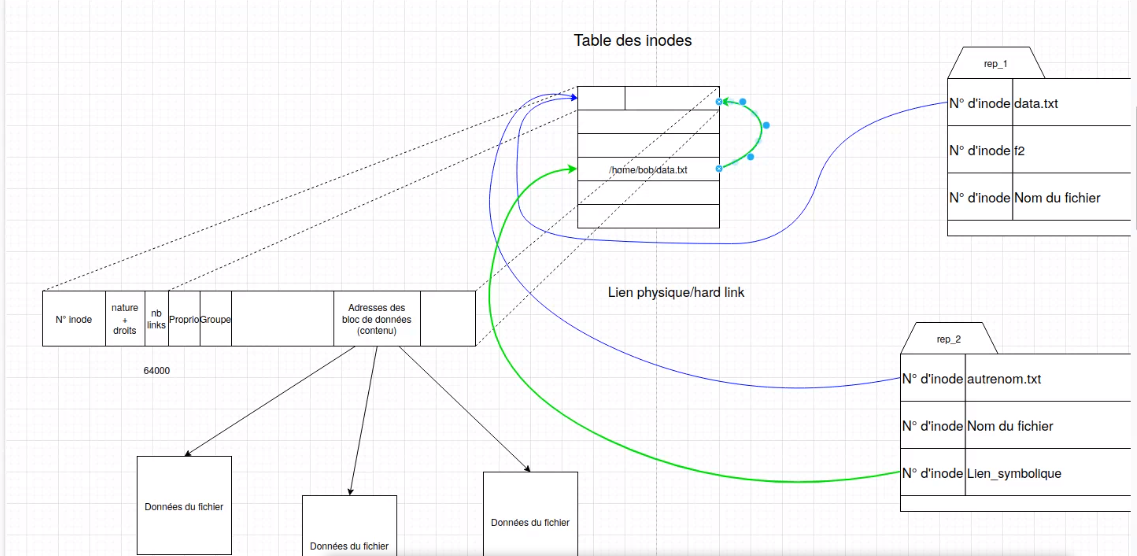 Table des inodes
rep_1
N° d'inode data.txt
N° d'inode f2
N° d'inode Nom du fichier
/home/bob/data.txt
Lien physique/hard link
N° inode
nature
+
droits
nb
links
Proprio
Groupe
Adresses des
bloc de données
(contenu)
64000
rep_2
N° d'inode autrenom.txt
N° d'inode Nom du fichier
N° d'inode Lien_symbolique
Données du fichier
Données du fichier
Données du fichier